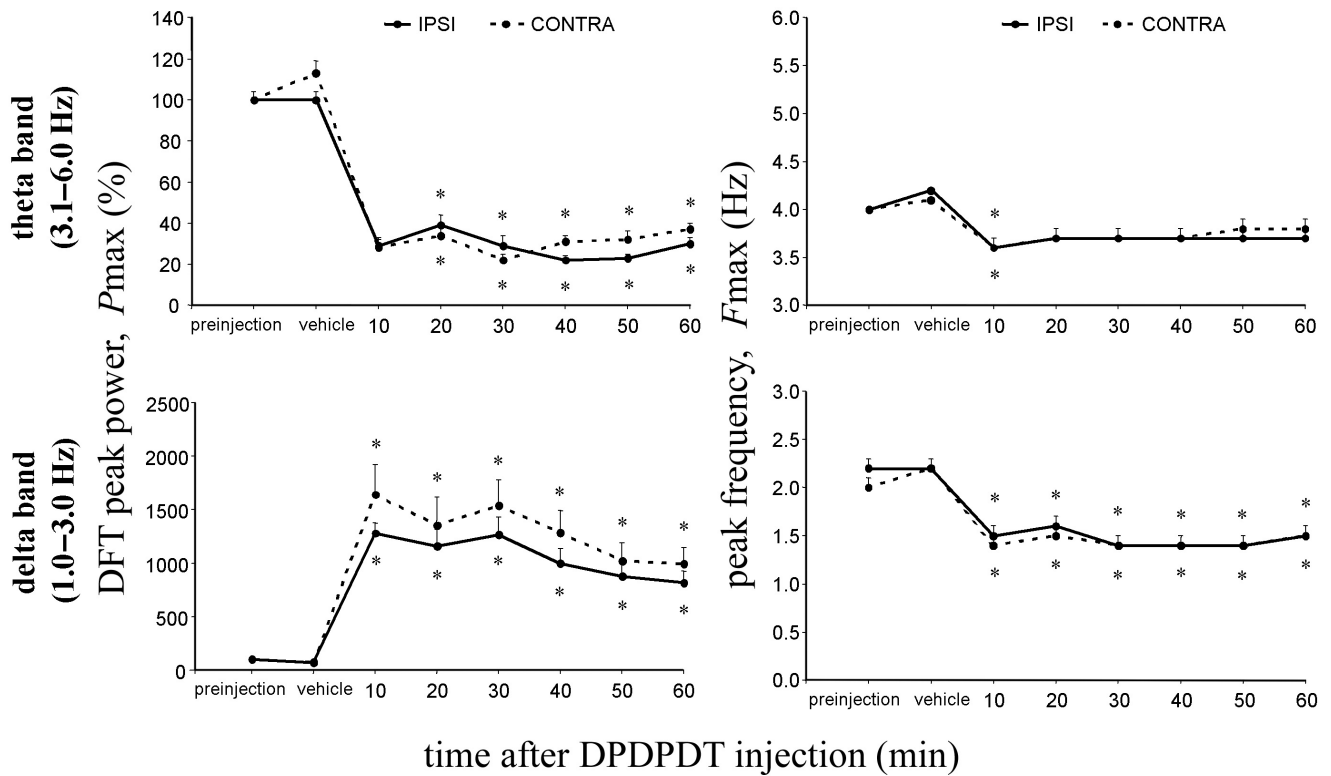 theta band
(3.1–6.0 Hz)
delta band
(1.0–3.0 Hz)
DFT peak power, Pmax (%)
140
120
100
80
60
40
20
0
IPSI CONTRA
* * * * *
* * * * *
preinjection vehicle 10 20 30 40 50 60
2500
2000
1500
1000
500
0
* * * * * *
* * * * * *
preinjection vehicle 10 20 30 40 50 60
peak frequency, Fmax (Hz)
6.0
5.5
5.0
4.5
4.0
3.5
3.0
IPSI CONTRA
*
*
preinjection vehicle 10 20 30 40 50 60
3.0
2.5
2.0
1.5
1.0
0.5
0.0
* * * * * *
* * * * * *
preinjection vehicle 10 20 30 40 50 60
time after DPDPDT injection (min)